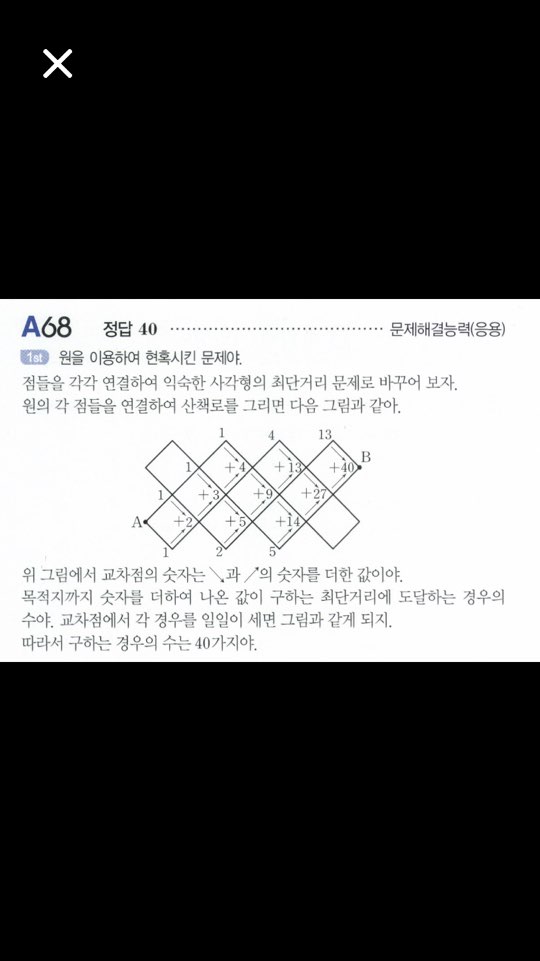 A68 정답 40 ········································ 문제해결능력(응용)
1st 원을 이용하여 현혹시킨 문제야.
점들을 각각 연결하여 익숙한 사각형의 최단거리 문제로 바꾸어 보자.
원의 각 점들을 연결하여 산책로를 그리면 다음 그림과 같아.
1 4 13
B
1 +4 +13 +40
1 +3 +9 +27
A +2 +5 +14
1 2 5
위 그림에서 교차점의 숫자는 ↘과 ↗의 숫자를 더한 값이야.
목적지까지 숫자를 더하여 나온 값이 구하는 최단거리에 도달하는 경우의
수야. 교차점에서 각 경우를 일일이 세면 그림과 같게 되지.
따라서 구하는 경우의 수는 40가지야.